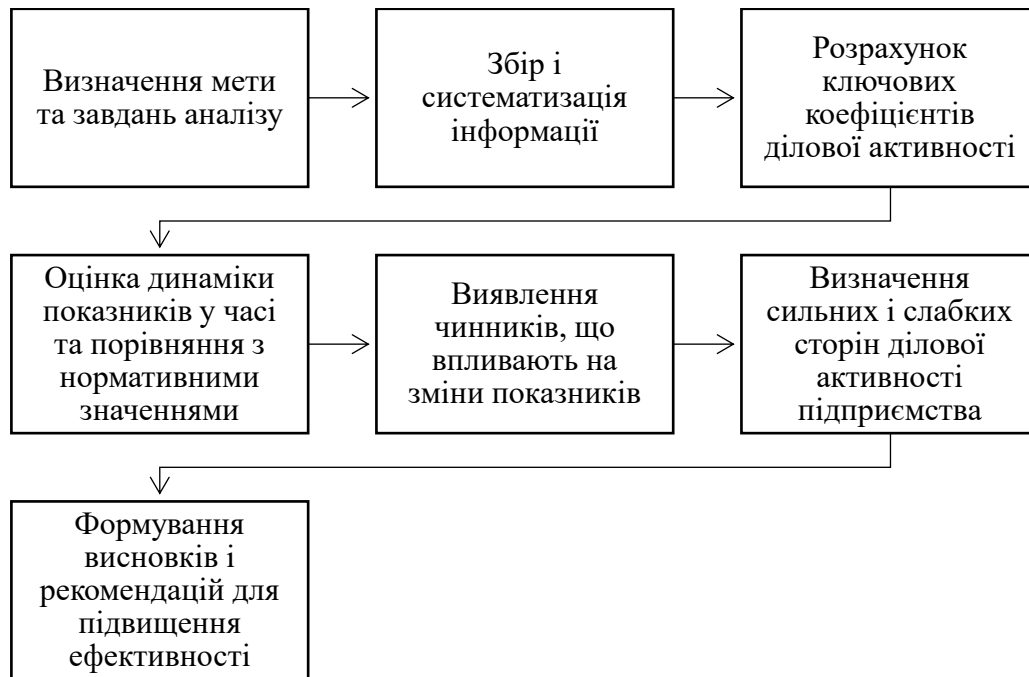 Визначення мети
та завдань аналізу
Збір і
систематизація
інформації
Розрахунок
ключових
коефіцієнтів
ділової активності
Оцінка динаміки
показників у часі
та порівняння з
нормативними
значеннями
Виявлення
чинників, що
впливають на
зміни показників
Визначення
сильних і слабких
сторін ділової
активності
підприємства
Формування
висновків і
рекомендацій для
підвищення
ефективності